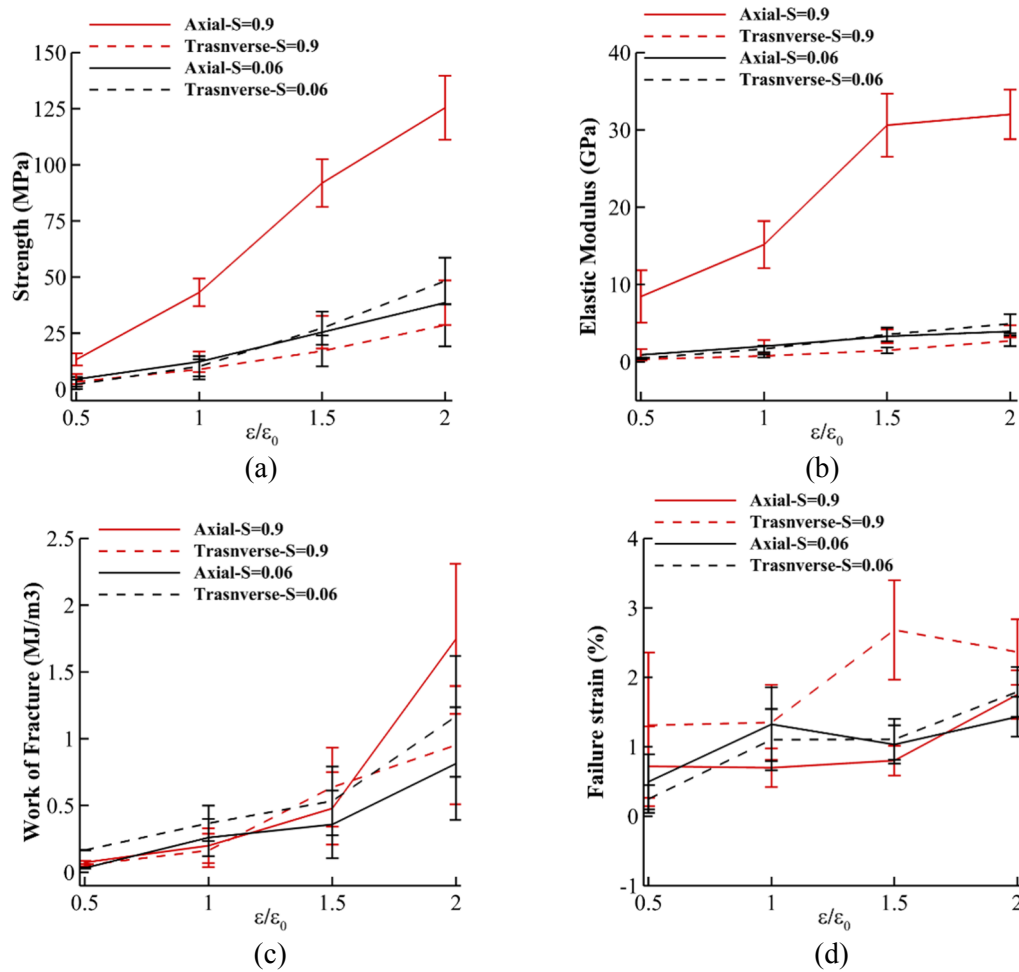 Axial-S=0.9
Trasnverse-S=0.9
Axial-S=0.06
Trasnverse-S=0.06
150
125
100
75
50
25
0
Strength (MPa)
0.5 1 1.5 2
ε/ε0
(a)
Axial-S=0.9
Trasnverse-S=0.9
Axial-S=0.06
Trasnverse-S=0.06
40
30
20
10
0
Elastic Modulus (GPa)
0.5 1 1.5 2
ε/ε0
(b)
Axial-S=0.9
Trasnverse-S=0.9
Axial-S=0.06
Trasnverse-S=0.06
2.5
2
1.5
1
0.5
0
Work of Fracture (MJ/m3)
0.5 1 1.5 2
ε/ε0
(c)
Axial-S=0.9
Trasnverse-S=0.9
Axial-S=0.06
Trasnverse-S=0.06
4
3
2
1
0
-1
Failure strain (%)
0.5 1 1.5 2
ε/ε0
(d)